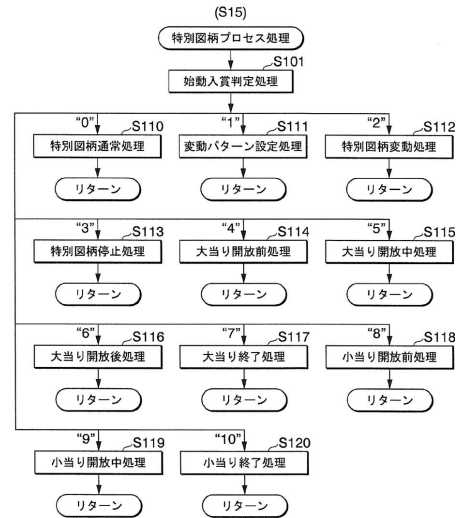 (S15)
特別図柄プロセス処理
S101
始動入賞判定処理
“0” S110 “1” S111 “2” S112
特別図柄通常処理 変動パターン設定処理 特別図柄変動処理
リターン リターン リターン
“3” S113 “4” S114 “5” S115
特別図柄停止処理 大当り開放前処理 大当り開放中処理
リターン リターン リターン
“6” S116 “7” S117 “8” S118
大当り開放後処理 大当り終了処理 小当り開放前処理
リターン リターン リターン
“9” S119 “10” S120
小当り開放中処理 小当り終了処理
リターン リターン